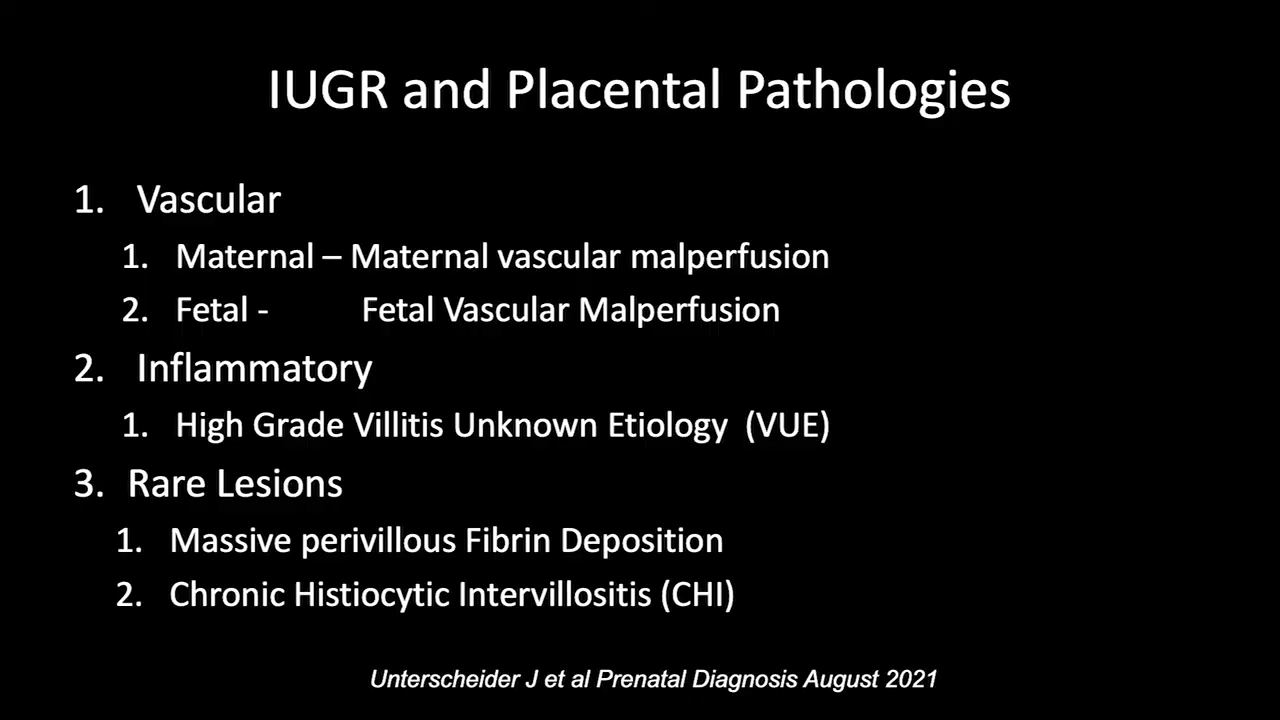 IUGR and Placental Pathologies
1. Vascular
1. Maternal – Maternal vascular malperfusion
2. Fetal - Fetal Vascular Malperfusion
2. Inflammatory
1. High Grade Villitis Unknown Etiology (VUE)
3. Rare Lesions
1. Massive perivillous Fibrin Deposition
2. Chronic Histiocytic Intervillositis (CHI)
Unterscheider J et al Prenatal Diagnosis August 2021